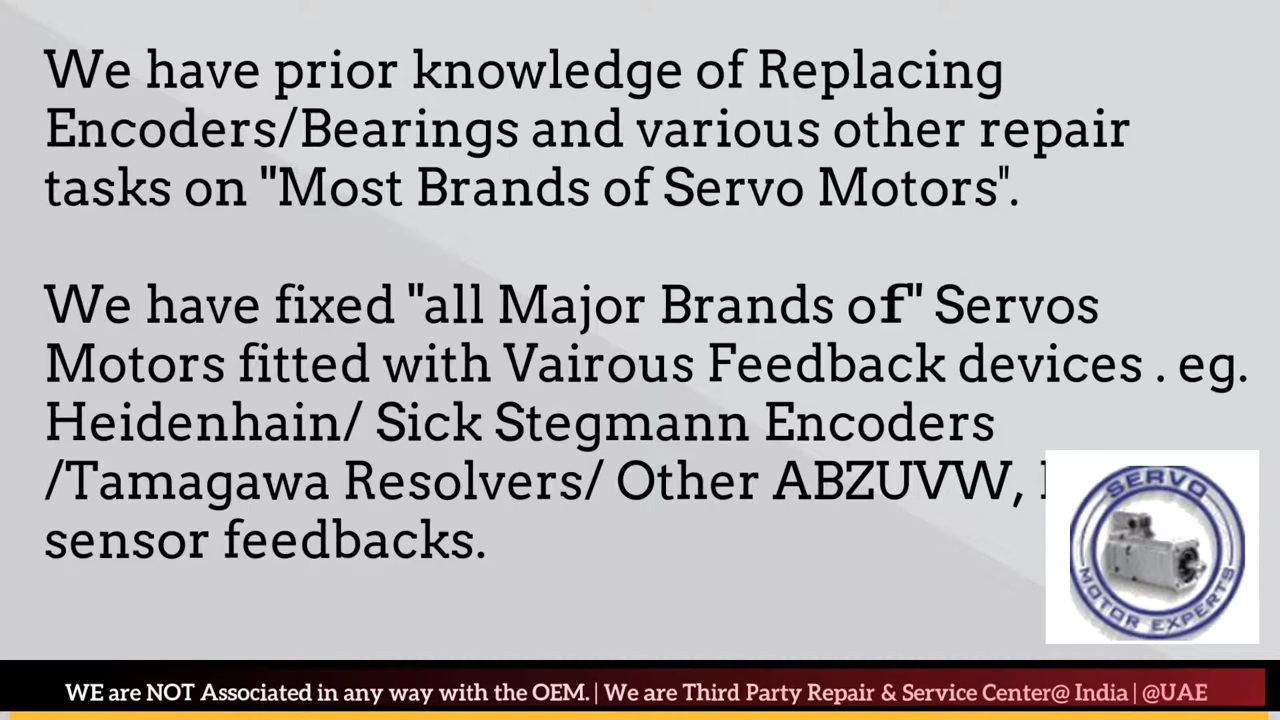 We have prior knowledge of Replacing
Encoders/Bearings and various other repair
tasks on "Most Brands of Servo Motors".
We have fixed "all Major Brands of" Servos
Motors fitted with Vairous Feedback devices . eg.
Heidenhain/ Sick Stegmann Encoders
/Tamagawa Resolvers/ Other ABZUVW,
sensor feedbacks.
SERVO
MOTOR EXPERTS
WE are NOT Associated in any way with the OEM. | We are Third Party Repair & Service Center@ India | @UAE